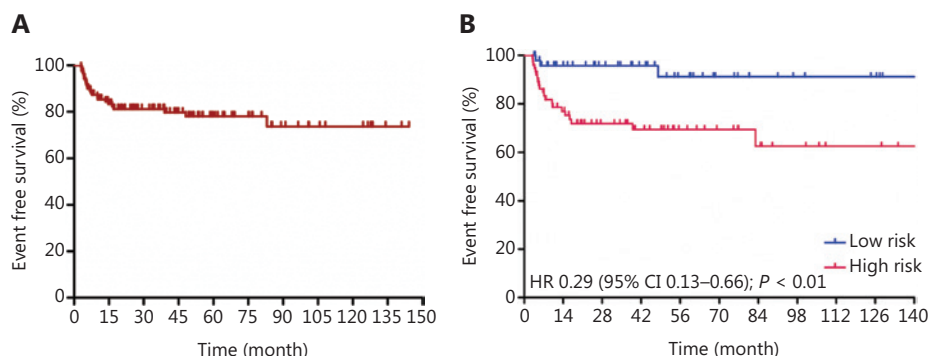 A
Event free survival (%)
100
80
60
40
20
0
0 15 30 45 60 75 90 105 120 135 150
Time (month)
B
Event free survival (%)
100
80
60
40
20
0
Low risk
High risk
HR 0.29 (95% CI 0.13–0.66); P < 0.01
0 14 28 42 56 70 84 98 112 126 140
Time (month)